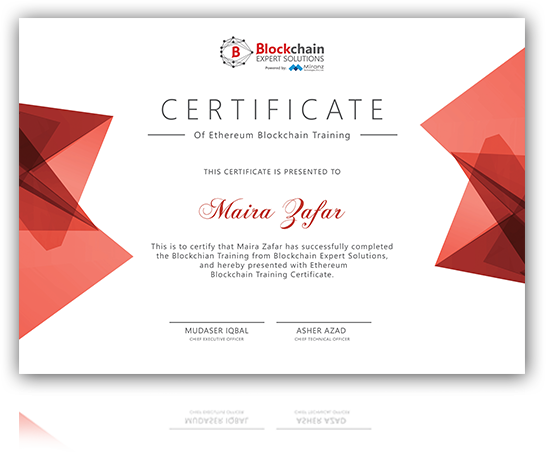 B Blockchain
EXPERT SOLUTIONS
Powered by: Miranz
CERTIFICATE
Of Ethereum Blockchain Training
THIS CERTIFICATE IS PRESENTED TO
Maira Zafar
This is to certify that Maira Zafar has successfully completed
the Blockchian Training from Blockchain Expert Solutions,
and hereby presented with Ethereum
Blockchain Training Certificate.
MUDASER IQBAL ASHER AZAD
CHIEF EXECUTIVE OFFICER CHIEF TECHNICAL OFFICER